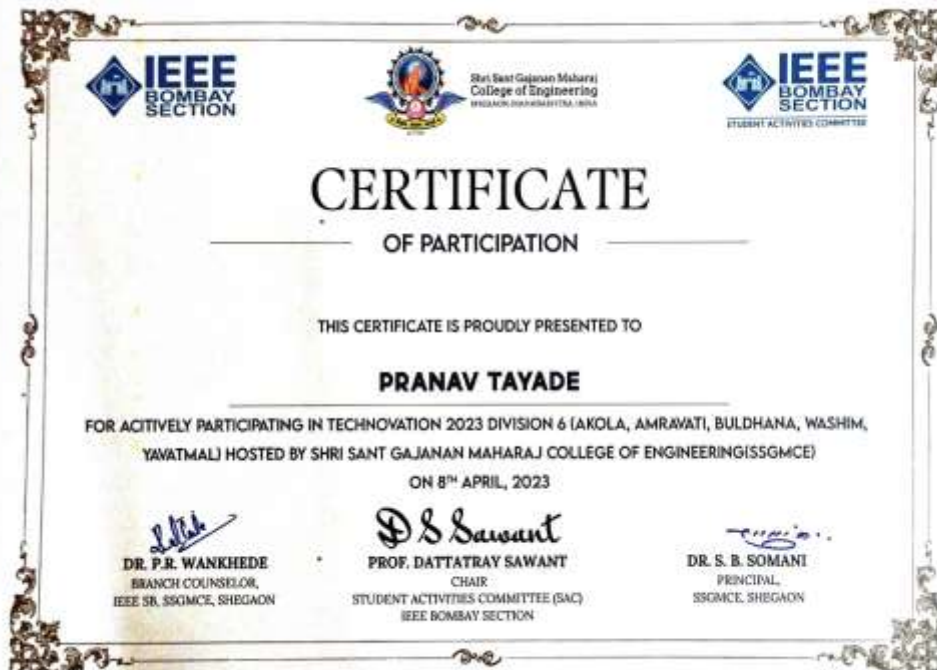 IEEE
BOMBAY
SECTION
Shri Sant Gajanan Maharaj
College of Engineering
SHEGAON, MAHARASHTRA, INDIA
IEEE
BOMBAY
SECTION
STUDENT ACTIVITIES COMMITTEE
CERTIFICATE
OF PARTICIPATION
THIS CERTIFICATE IS PROUDLY PRESENTED TO
PRANAV TAYADE
FOR ACITIVELY PARTICIPATING IN TECHNOVATION 2023 DIVISION 6 (AKOLA, AMRAVATI, BULDHANA, WASHIM,
YAVATMAL) HOSTED BY SHRI SANT GAJANAN MAHARAJ COLLEGE OF ENGINEERING(SSGMCE)
ON 8TH APRIL, 2023
D S Sawant
DR. P.R. WANKHEDE
BRANCH COUNSELOR,
IEEE SB, SSGMCE, SHEGAON
PROF. DATTATRAY SAWANT
CHAIR
STUDENT ACTIVITIES COMMITTEE (SAC)
IEEE BOMBAY SECTION
DR. S. B. SOMANI
PRINCIPAL,
SSGMCE, SHEGAON